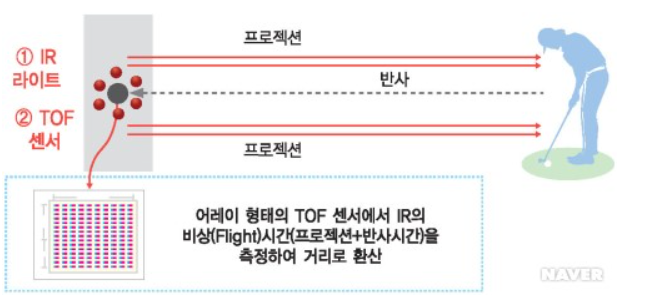 프로젝션
① IR
라이트
반사
② TOF
센서
프로젝션
어레이 형태의 TOF 센서에서 IR의
비상(Flight)시간(프로젝션+반사시간)을
측정하여 거리로 환산
NAVER